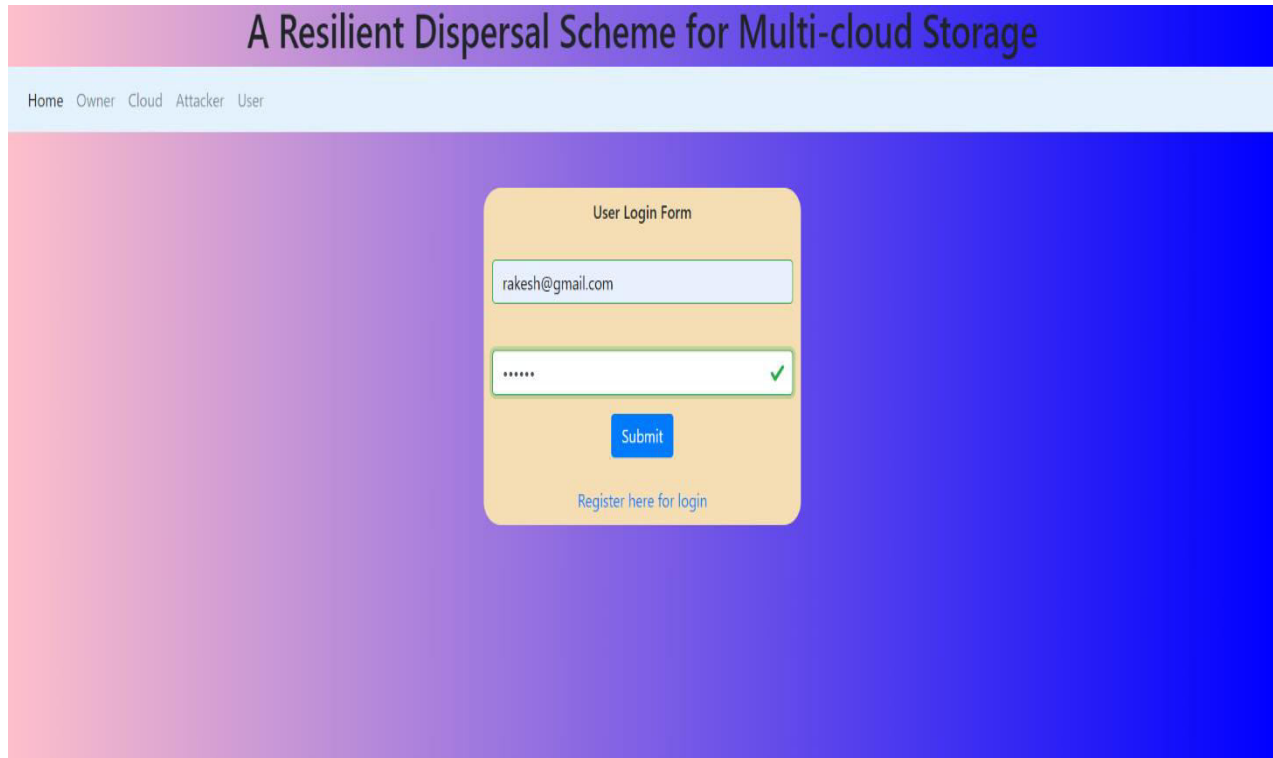 A Resilient Dispersal Scheme for Multi-cloud Storage
Home Owner Cloud Attacker User
User Login Form
rakesh@gmail.com
••••••
Submit
Register here for login